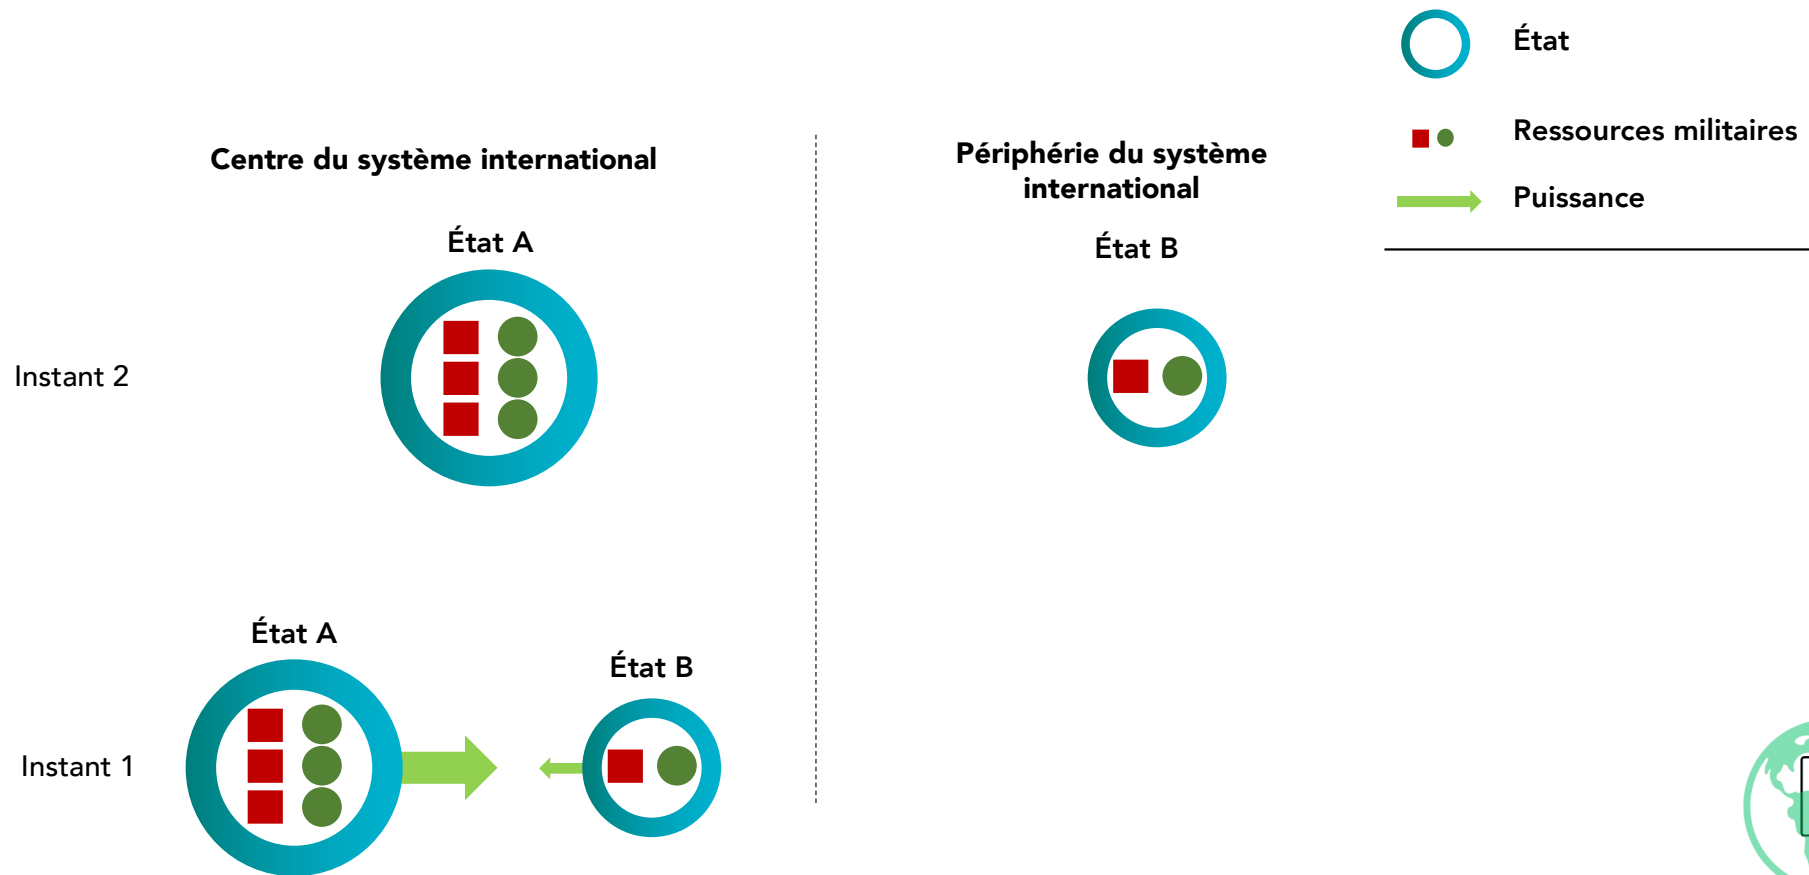 État
Ressources militaires
Puissance
Centre du système international
Périphérie du système
international
État A
État B
Instant 2
État A
État B
Instant 1